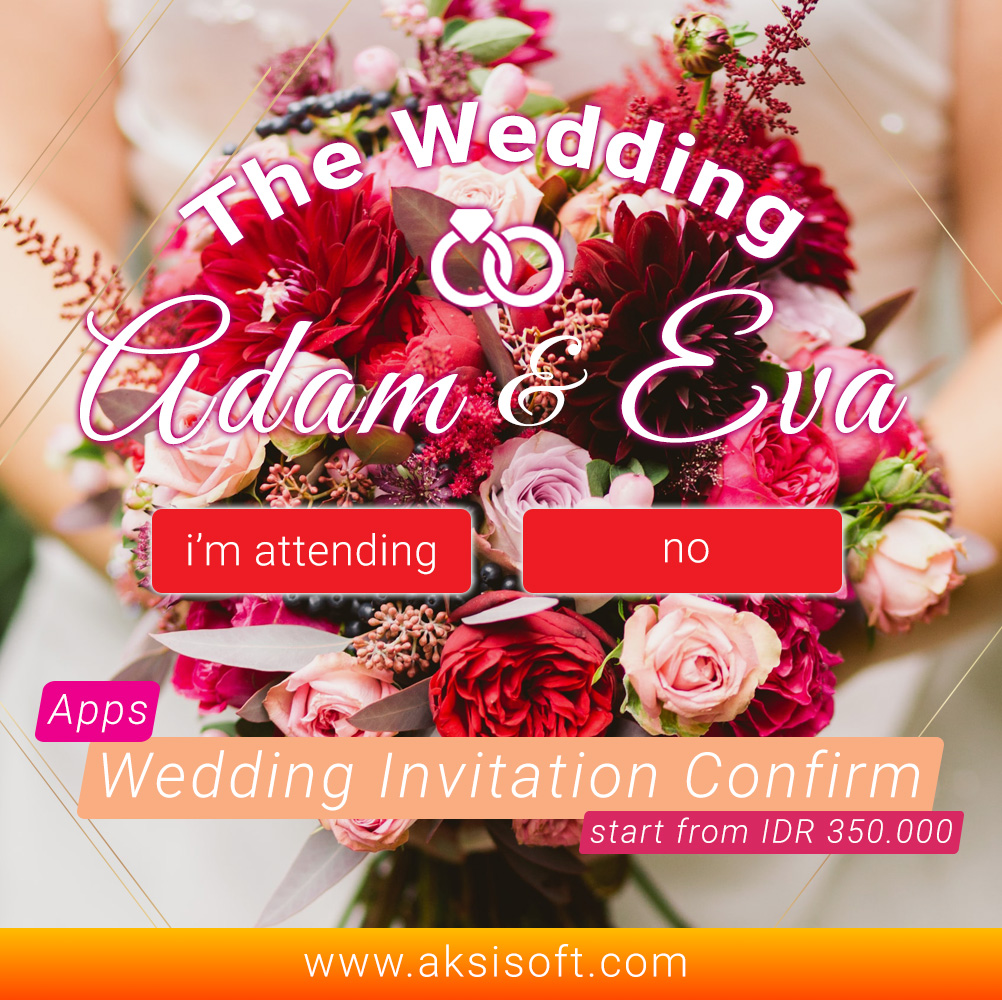 The Wedding
Adam & Eva
i’m attending
no
Apps
Wedding Invitation Confirm
start from IDR 350.000
www.aksisoft.com